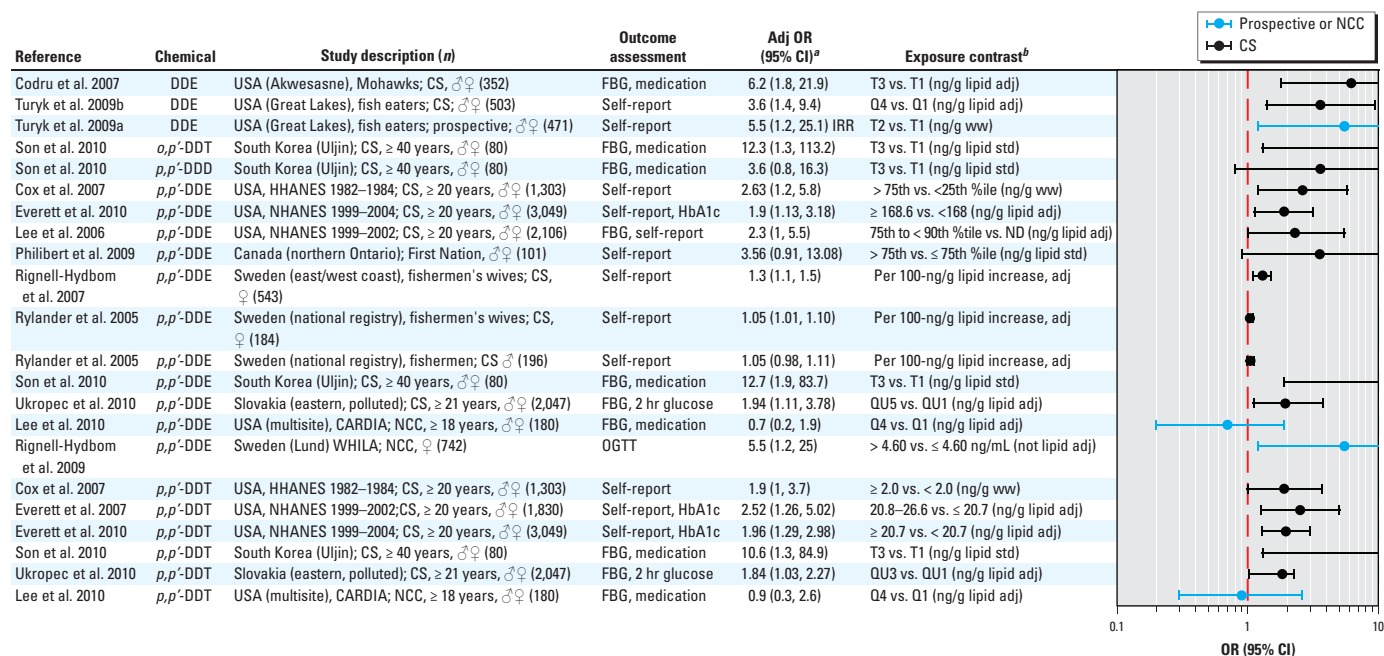 Prospective or NCC
CS
Reference Chemical Study description (n) Outcome assessment Adj OR (95% CI)a Exposure contrastb
Codru et al. 2007 DDE USA (Akwesasne), Mohawks; CS, ♂♀ (352) FBG, medication 6.2 (1.8, 21.9) T3 vs. T1 (ng/g lipid adj)
Turyk et al. 2009b DDE USA (Great Lakes), fish eaters; CS; ♂♀ (503) Self-report 3.6 (1.4, 9.4) Q4 vs. Q1 (ng/g lipid adj)
Turyk et al. 2009a DDE USA (Great Lakes), fish eaters; prospective; ♂♀ (471) Self-report 5.5 (1.2, 25.1) IRR T2 vs. T1 (ng/g ww)
Son et al. 2010 o,p′-DDT South Korea (Uljin); CS, ≥ 40 years, ♂♀ (80) FBG, medication 12.3 (1.3, 113.2) T3 vs. T1 (ng/g lipid std)
Son et al. 2010 p,p′-DDD South Korea (Uljin); CS, ≥ 40 years, ♂♀ (80) FBG, medication 3.6 (0.8, 16.3) T3 vs. T1 (ng/g lipid std)
Cox et al. 2007 p,p′-DDE USA, HHANES 1982–1984; CS, ≥ 20 years, ♂♀ (1,303) Self-report 2.63 (1.2, 5.8) > 75th vs. <25th %ile (ng/g ww)
Everett et al. 2010 p,p′-DDE USA, NHANES 1999–2004; CS, ≥ 20 years, ♂♀ (3,049) Self-report, HbA1c 1.9 (1.13, 3.18) ≥ 168.6 vs. <168 (ng/g lipid adj)
Lee et al. 2006 p,p′-DDE USA, NHANES 1999–2002; CS, ≥ 20 years, ♂♀ (2,106) FBG, self-report 2.3 (1, 5.5) 75th to < 90th %tile vs. ND (ng/g lipid adj)
Philibert et al. 2009 p,p′-DDE Canada (northern Ontario); First Nation, ♂♀ (101) Self-report 3.56 (0.91, 13.08) > 75th vs. ≤ 75th %ile (ng/g lipid std)
Rignell-Hydbom p,p′-DDE Sweden (east/west coast), fishermen's wives; CS, Self-report 1.3 (1.1, 1.5) Per 100-ng/g lipid increase, adj
et al. 2007 ♀ (543)
Rylander et al. 2005 p,p′-DDE Sweden (national registry), fishermen's wives; CS, Self-report 1.05 (1.01, 1.10) Per 100-ng/g lipid increase, adj
♀ (184)
Rylander et al. 2005 p,p′-DDE Sweden (national registry), fishermen; CS ♂ (196) Self-report 1.05 (0.98, 1.11) Per 100-ng/g lipid increase, adj
Son et al. 2010 p,p′-DDE South Korea (Uljin); CS, ≥ 40 years, ♂♀ (80) FBG, medication 12.7 (1.9, 83.7) T3 vs. T1 (ng/g lipid std)
Ukropec et al. 2010 p,p′-DDE Slovakia (eastern, polluted); CS, ≥ 21 years, ♂♀ (2,047) FBG, 2 hr glucose 1.94 (1.11, 3.78) QU5 vs. QU1 (ng/g lipid adj)
Lee et al. 2010 p,p′-DDE USA (multisite), CARDIA; NCC, ≥ 18 years, ♂♀ (180) FBG, medication 0.7 (0.2, 1.9) Q4 vs. Q1 (ng/g lipid adj)
Rignell-Hydbom p,p′-DDE Sweden (Lund) WHILA; NCC, ♀ (742) OGTT 5.5 (1.2, 25) > 4.60 vs. ≤ 4.60 ng/mL (not lipid adj)
et al. 2009
Cox et al. 2007 p,p′-DDT USA, HHANES 1982–1984; CS, ≥ 20 years, ♂♀ (1,303) Self-report 1.9 (1, 3.7) ≥ 2.0 vs. < 2.0 (ng/g ww)
Everett et al. 2007 p,p′-DDT USA, NHANES 1999–2002;CS, ≥ 20 years, ♂♀ (1,830) Self-report, HbA1c 2.52 (1.26, 5.02) 20.8–26.6 vs. ≤ 20.7 (ng/g lipid adj)
Everett et al. 2010 p,p′-DDT USA, NHANES 1999–2004; CS, ≥ 20 years, ♂♀ (3,049) Self-report, HbA1c 1.96 (1.29, 2.98) ≥ 20.7 vs. < 20.7 (ng/g lipid adj)
Son et al. 2010 p,p′-DDT South Korea (Uljin); CS, ≥ 40 years, ♂♀ (80) FBG, medication 10.6 (1.3, 84.9) T3 vs. T1 (ng/g lipid std)
Ukropec et al. 2010 p,p′-DDT Slovakia (eastern, polluted); CS, ≥ 21 years, ♂♀ (2,047) FBG, 2 hr glucose 1.84 (1.03, 2.27) QU3 vs. QU1 (ng/g lipid adj)
Lee et al. 2010 p,p′-DDT USA (multisite), CARDIA; NCC, ≥ 18 years, ♂♀ (180) FBG, medication 0.9 (0.3, 2.6) Q4 vs. Q1 (ng/g lipid adj)
0.1 1 10
OR (95% CI)